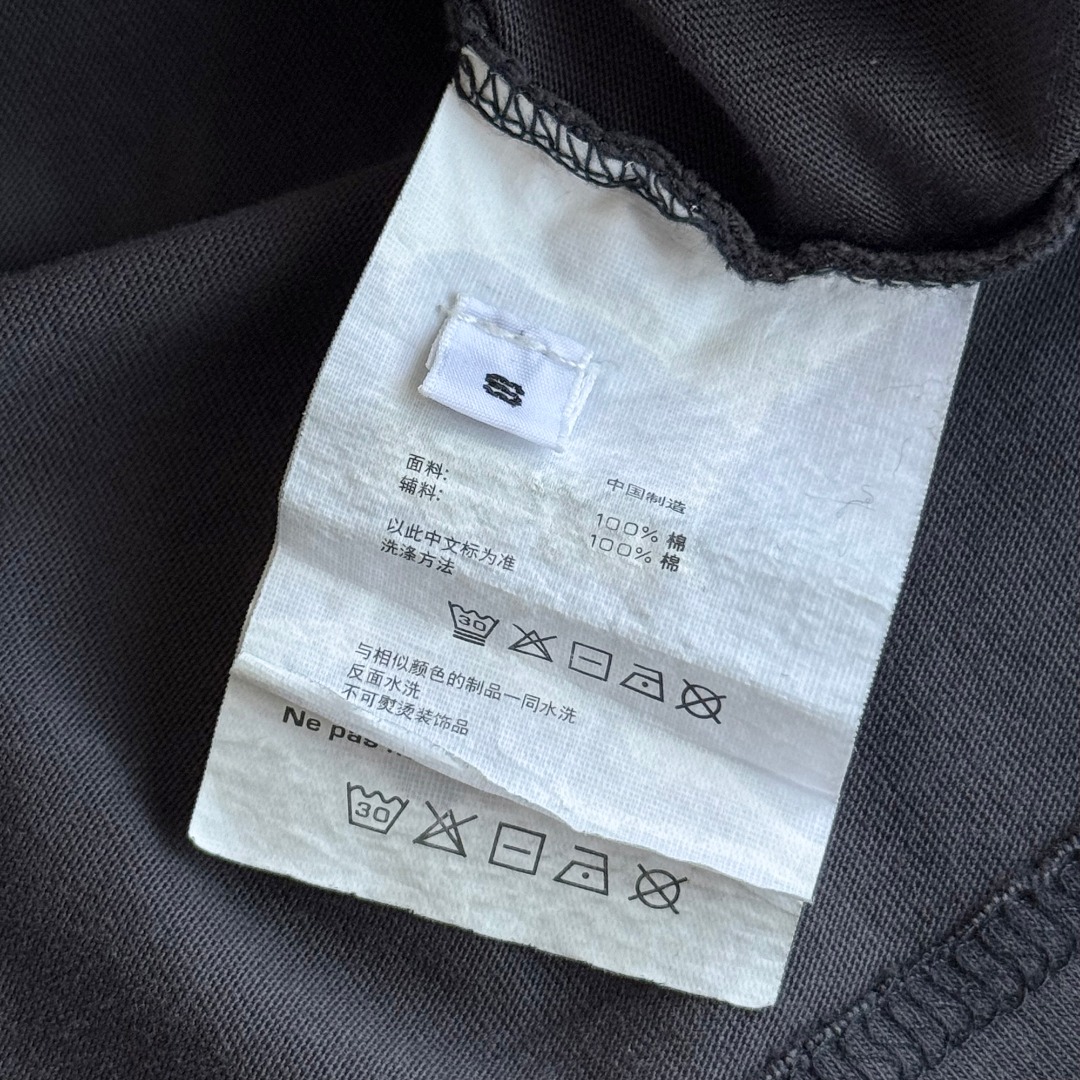 S
中国制造
面料: 100% 棉
辅料: 100% 棉
以此中文标为准
洗涤方法
30
与相似颜色的制品一同水洗
反面水洗
不可熨烫装饰品
Ne pas
30